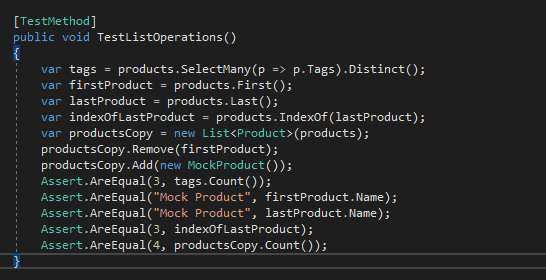 [TestMethod]
public void TestListOperations()
{
var tags = products.SelectMany(p => p.Tags).Distinct();
var firstProduct = products.First();
var lastProduct = products.Last();
var indexOfLastProduct = products.IndexOf(lastProduct);
var productsCopy = new List<Product>(products);
productsCopy.Remove(firstProduct);
productsCopy.Add(new MockProduct());
Assert.AreEqual(3, tags.Count());
Assert.AreEqual("Mock Product", firstProduct.Name);
Assert.AreEqual("Mock Product", lastProduct.Name);
Assert.AreEqual(3, indexOfLastProduct);
Assert.AreEqual(4, productsCopy.Count());
}